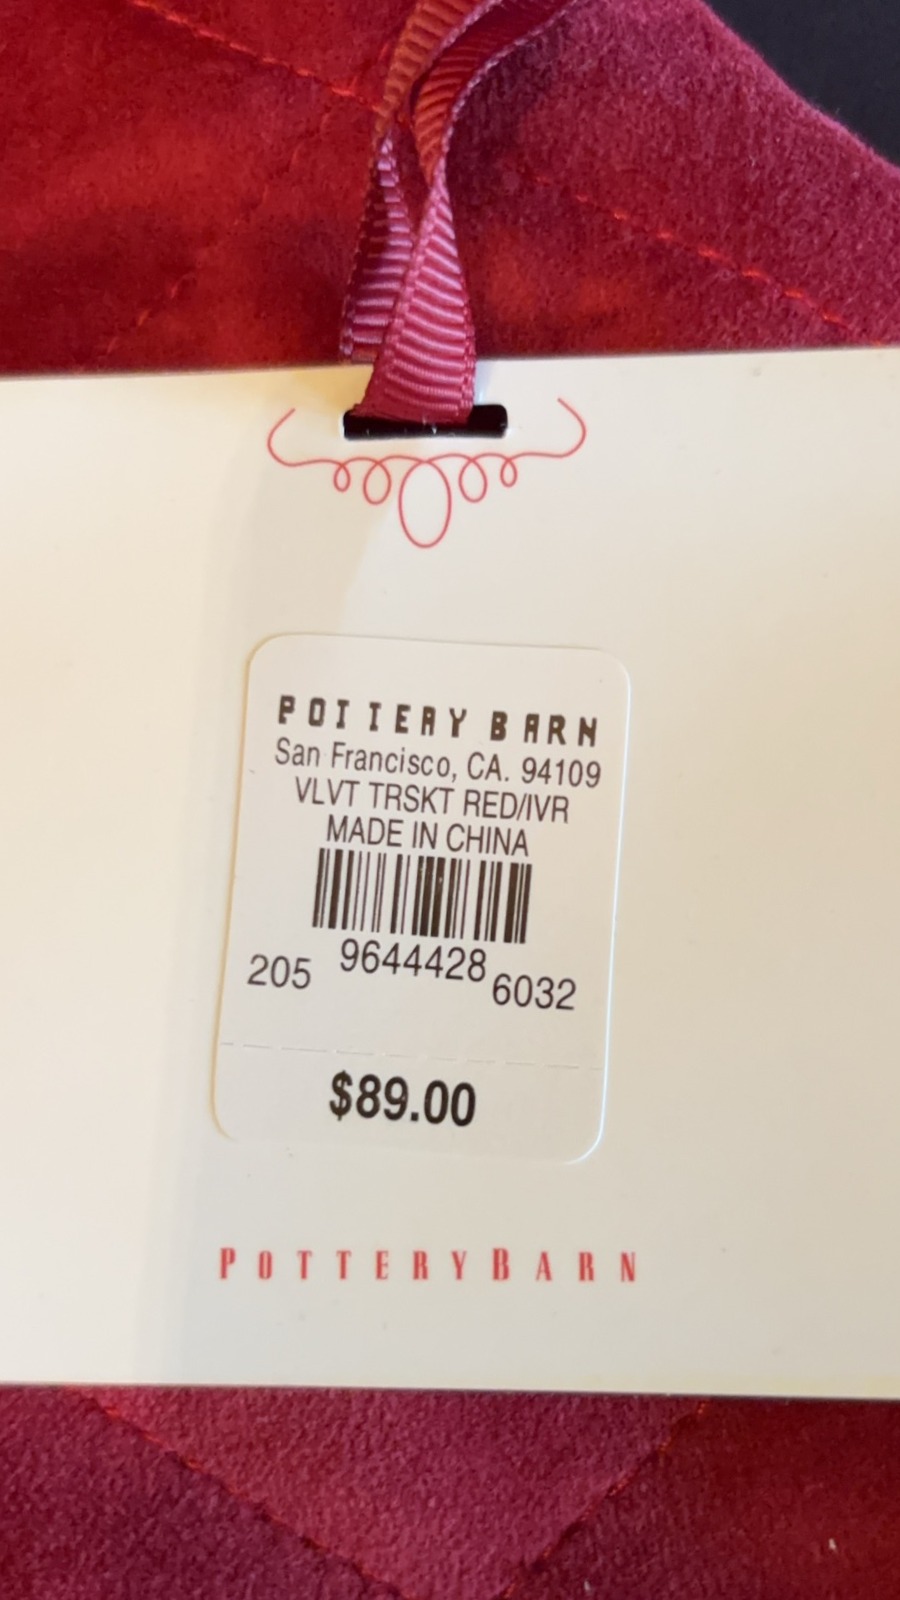 POTTERY BARN
San Francisco, CA. 94109
VLVT TRSKT RED/IVR
MADE IN CHINA
205 9644428 6032
$89.00
POTTERYBARN